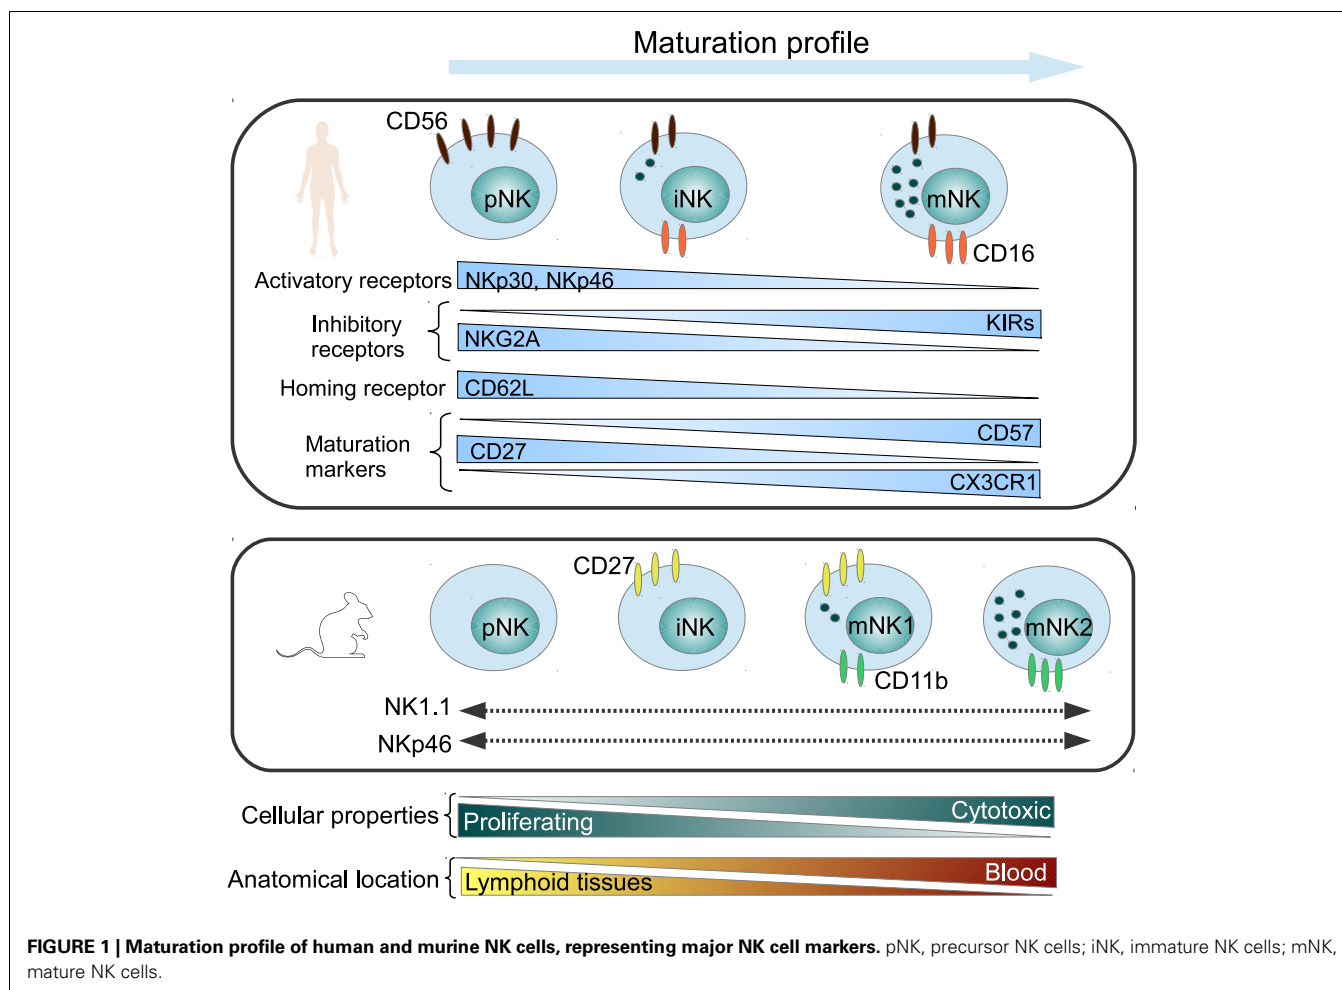 Maturation profile
CD56
pNK
iNK
mNK
CD16
Activatory receptors
NKp30, NKp46
Inhibitory
receptors
KIRs
NKG2A
Homing receptor
CD62L
Maturation
markers
CD57
CD27
CX3CR1
CD27
pNK
iNK
mNK1
mNK2
CD11b
NK1.1
NKp46
Cellular properties
Cytotoxic
Proliferating
Anatomical location
Blood
Lymphoid tissues
FIGURE 1 | Maturation profile of human and murine NK cells, representing major NK cell markers. pNK, precursor NK cells; iNK, immature NK cells; mNK,
mature NK cells.